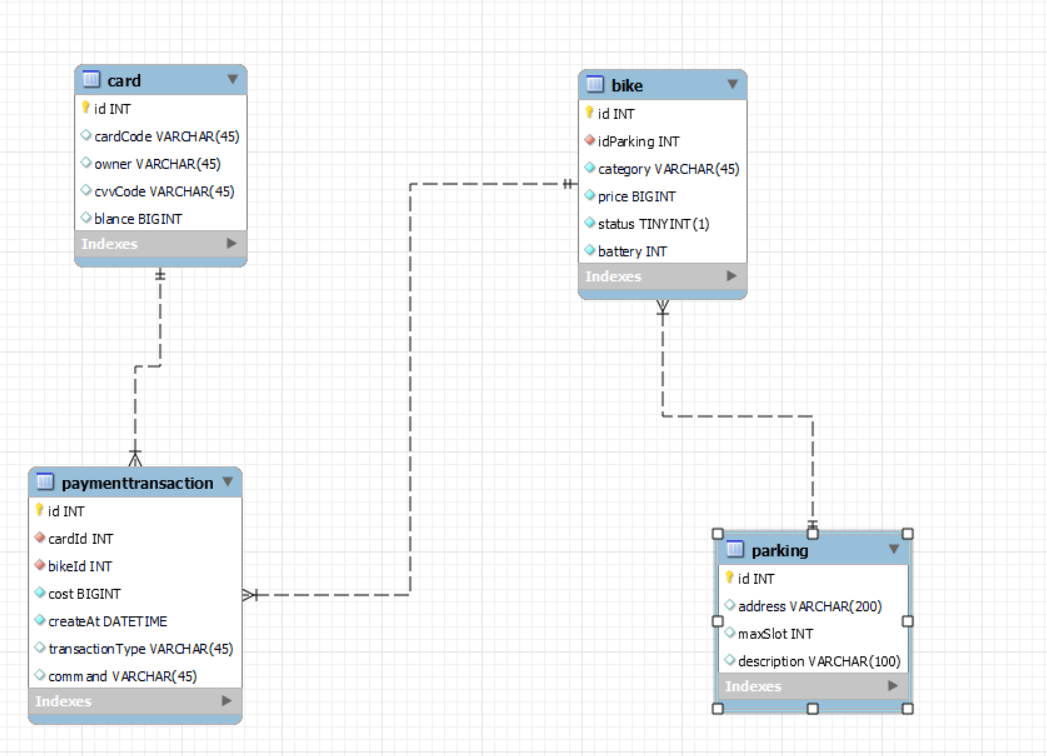 card
id INT
cardCode VARCHAR(45)
owner VARCHAR(45)
cvvCode VARCHAR(45)
blance BIGINT
Indexes
bike
id INT
idParking INT
category VARCHAR(45)
price BIGINT
status TINYINT(1)
battery INT
Indexes
paymenttransaction
id INT
cardId INT
bikeId INT
cost BIGINT
createAt DATETIME
transactionType VARCHAR(45)
command VARCHAR(45)
Indexes
parking
id INT
address VARCHAR(200)
maxSlot INT
description VARCHAR(100)
Indexes